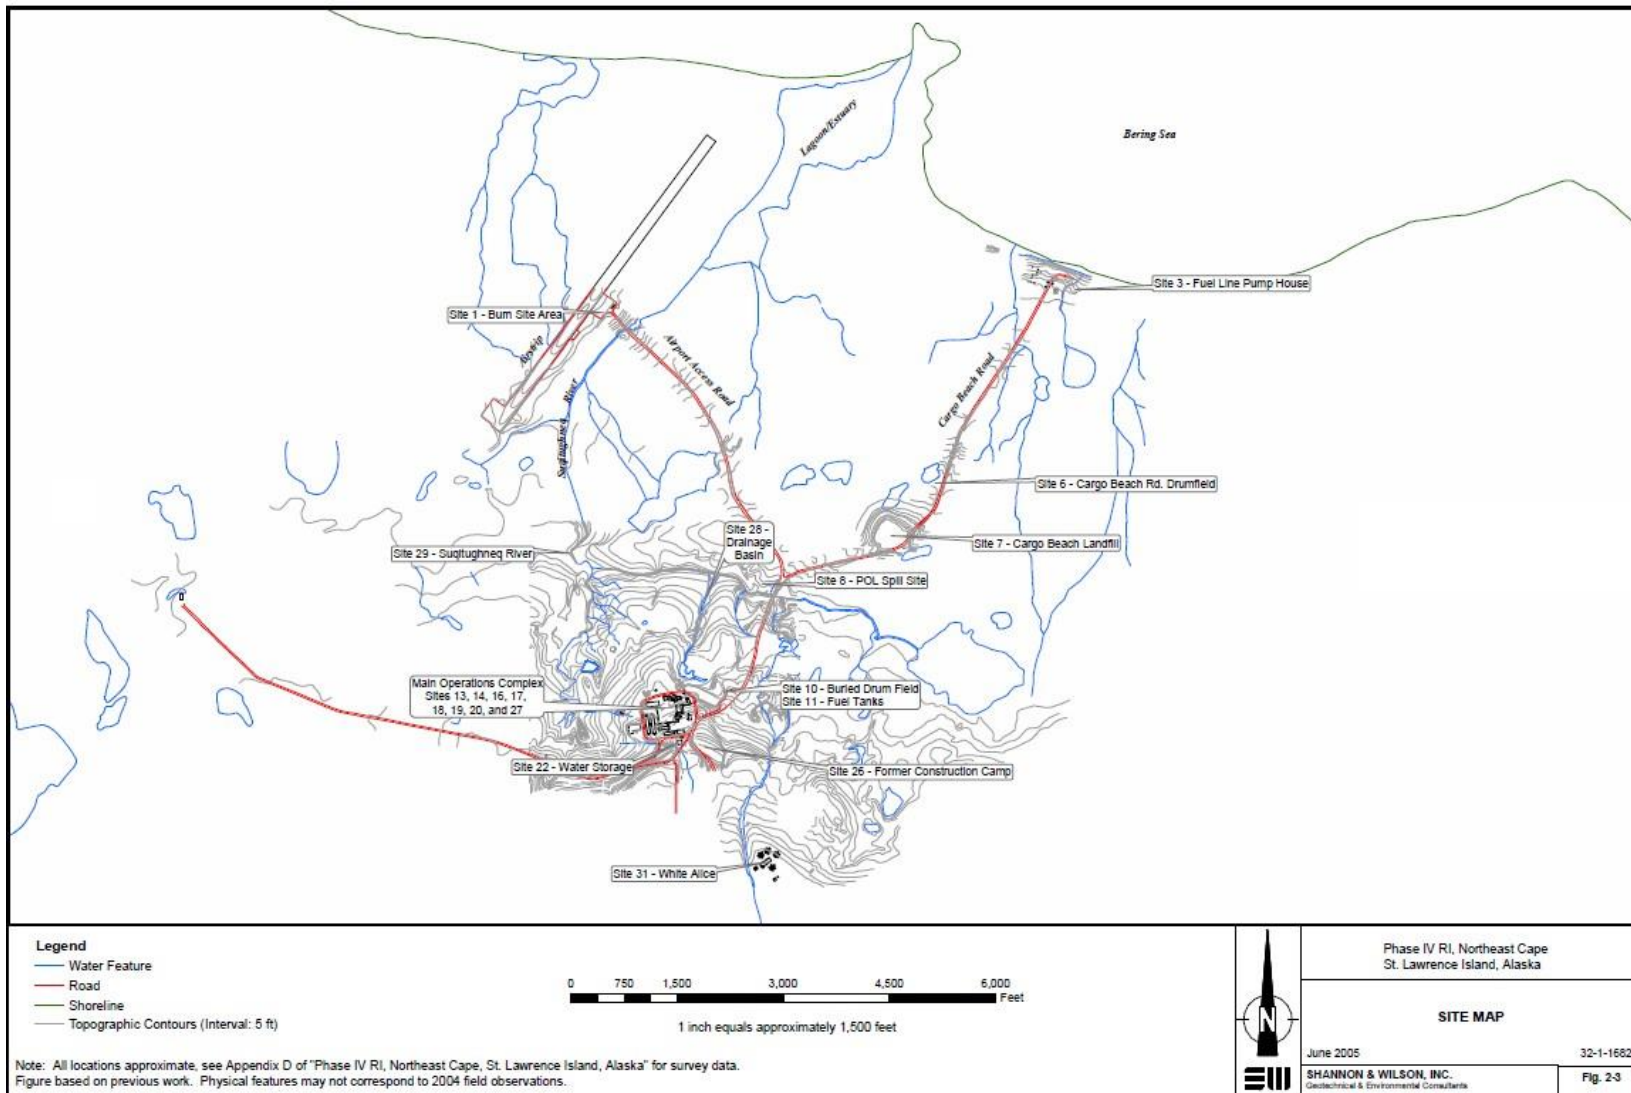 Bering Sea
Lagoon/Estuary
Site 3 - Fuel Line Pump House
Site 1 - Burn Site Area
Airstrip
Airport Access Road
Suqitughneq River
Cargo Beach Road
Site 6 - Cargo Beach Rd. Drumfield
Site 28 -
Drainage
Basin
Site 7 - Cargo Beach Landfill
Site 29 - Suqitughneq River
Site 8 - POL Spill Site
Main Operations Complex
Sites 13, 14, 16, 17,
18, 19, 20, and 27
Site 10 - Buried Drum Field
Site 11 - Fuel Tanks
Site 22 - Water Storage
Site 26 - Former Construction Camp
Site 31 - White Alice
Legend
Water Feature
Road
Shoreline
Topographic Contours (Interval: 5 ft)
0 750 1,500 3,000 4,500 6,000
Feet
1 inch equals approximately 1,500 feet
Note: All locations approximate, see Appendix D of "Phase IV RI, Northeast Cape, St. Lawrence Island, Alaska" for survey data.
Figure based on previous work. Physical features may not correspond to 2004 field observations.
N
Phase IV RI, Northeast Cape
St. Lawrence Island, Alaska
SITE MAP
June 2005 32-1-1682
SHANNON & WILSON, INC.
Geotechnical & Environmental Consultants
Fig. 2-3